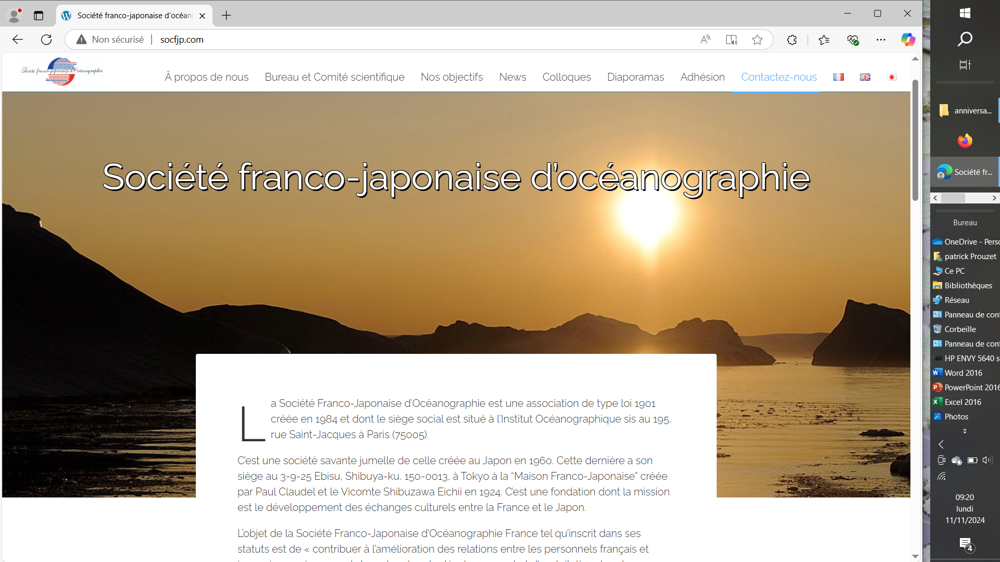 Société franco-japonaise d'océan
Non sécurisé | socfjp.com
Société franco-japonaise d'Océanographie
Â propos de nous
Bureau et Comité scientifique
Nos objectifs
News
Colloques
Diaporamas
Adhésion
Contactez-nous
Société franco-japonaise d'océanographie
La Société Franco-Japonaise d'Océanographie est une association de type loi 1901
créée en 1984 et dont le siège social est situé à l'Institut Océanographique sis au 195,
rue Saint-Jacques à Paris (75005).
C'est une société savante jumelle de celle créée au Japon en 1960. Cette dernière a son
siège au 3-9-25 Ebisu, Shibuya-ku, 150-0013, à Tokyo à la “Maison Franco-Japonaise” créée
par Paul Claudel et le Vicomte Shibuzawa Eichii en 1924. C'est une fondation dont la mission
est le développement des échanges culturels entre la France et le Japon.
L'objet de la Société Franco-Japonaise d'Océanographie France tel qu'inscrit dans ses
statuts est de « contribuer à l'amélioration des relations entre les personnels français et
anniversa...
Société fr...
Bureau
OneDrive - Perso
patrick Prouzet
Ce PC
Bibliothèques
Réseau
Panneau de conf
Corbeille
Panneau de conf
HP ENVY 5640 se
Word 2016
PowerPoint 2016
Excel 2016
Photos
09:20
lundi
11/11/2024
4